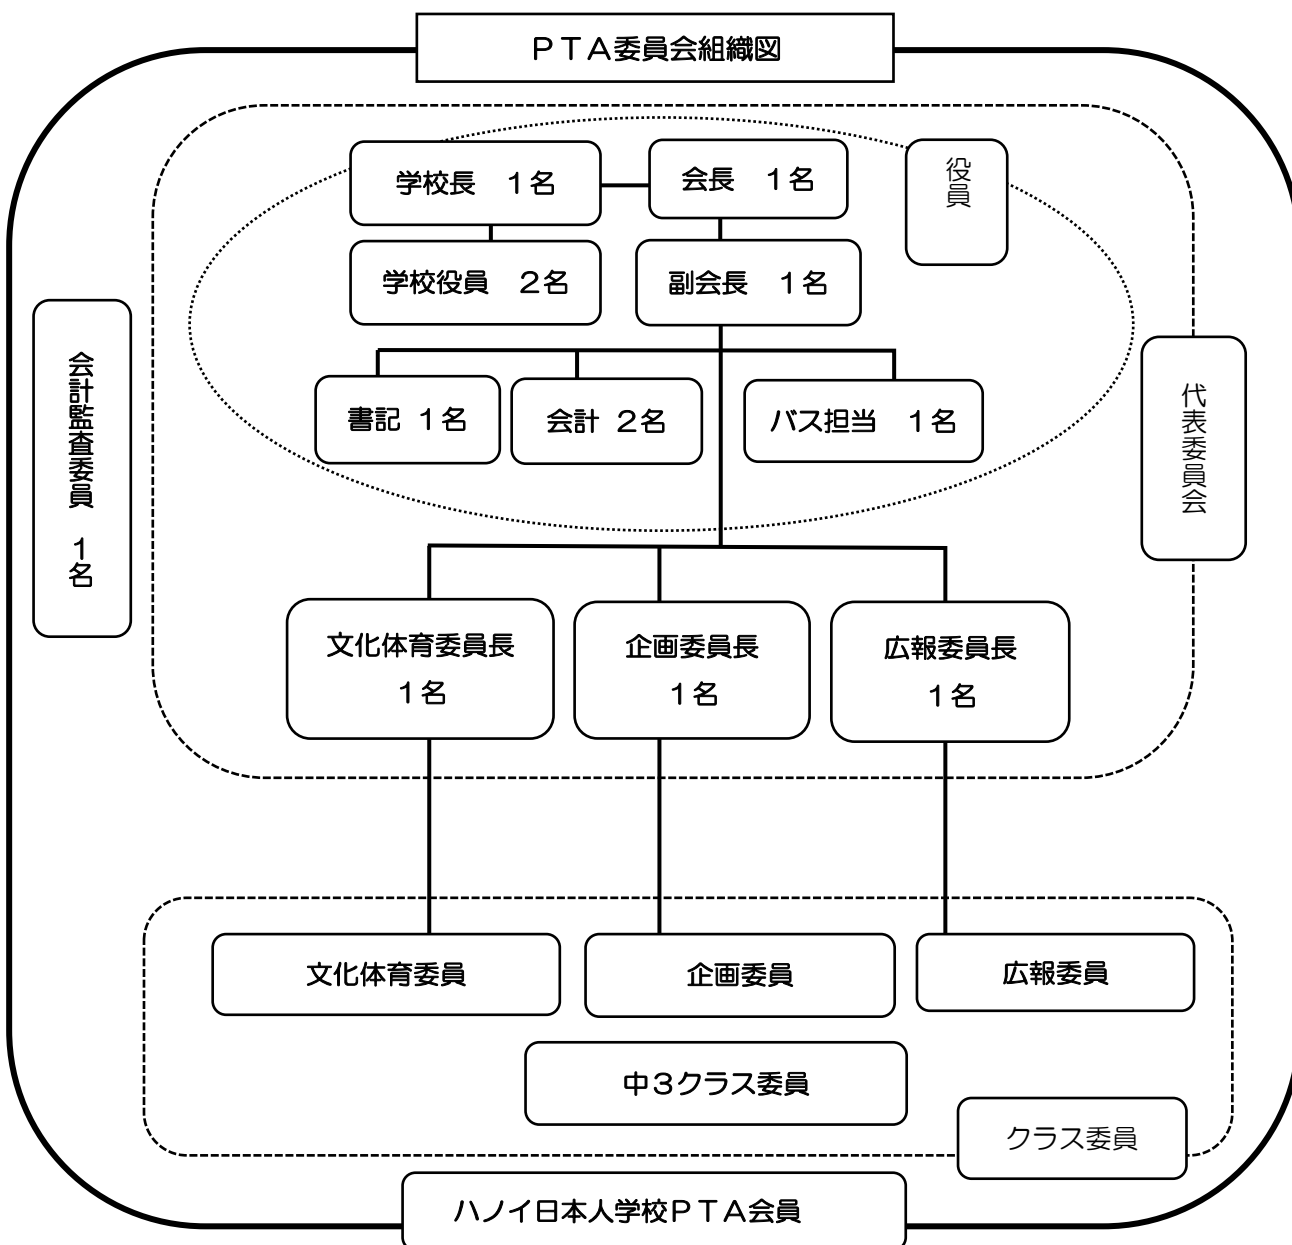 ＰＴＡ委員会組織図
学校長　１名
会長　１名
役員
学校役員　２名
副会長　１名
書記 １名
会計 ２名
バス担当　１名
会計監査委員　１名
代表委員会
文化体育委員長
１名
企画委員長
１名
広報委員長
１名
文化体育委員
企画委員
広報委員
中３クラス委員
クラス委員
ハノイ日本人学校ＰＴＡ会員